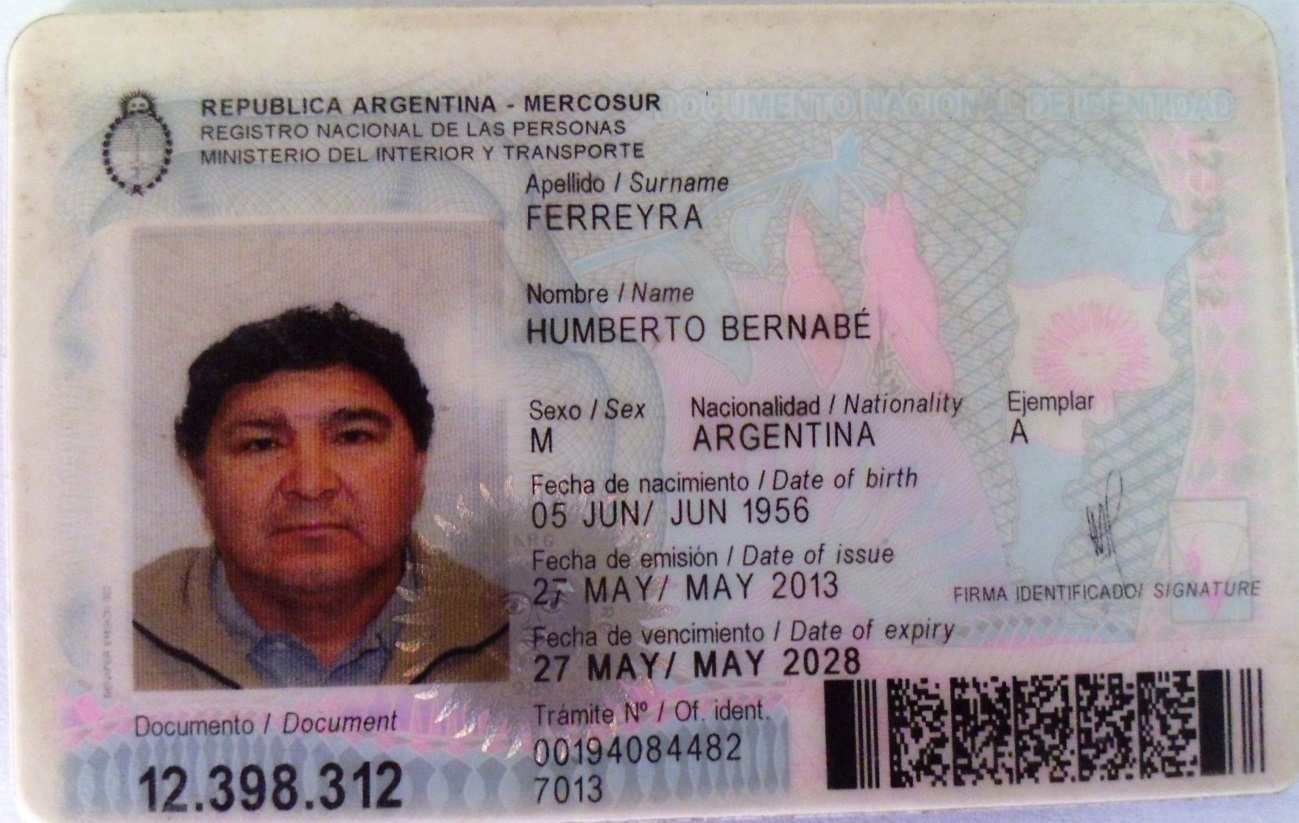 REPUBLICA ARGENTINA - MERCOSUR
DOCUMENTO NACIONAL DE IDENTIDAD
REGISTRO NACIONAL DE LAS PERSONAS
MINISTERIO DEL INTERIOR Y TRANSPORTE
Apellido / Surname
FERREYRA
Nombre / Name
HUMBERTO BERNABÉ
Sexo / Sex Nacionalidad / Nationality Ejemplar
M ARGENTINA A
Fecha de nacimiento / Date of birth
05 JUN/ JUN 1956
Fecha de emisión / Date of issue
27 MAY/ MAY 2013
FIRMA IDENTIFICADO/ SIGNATURE
Fecha de vencimiento / Date of expiry
27 MAY/ MAY 2028
Documento / Document
12.398.312
Trámite Nº / Of. ident.
00194084482
7013